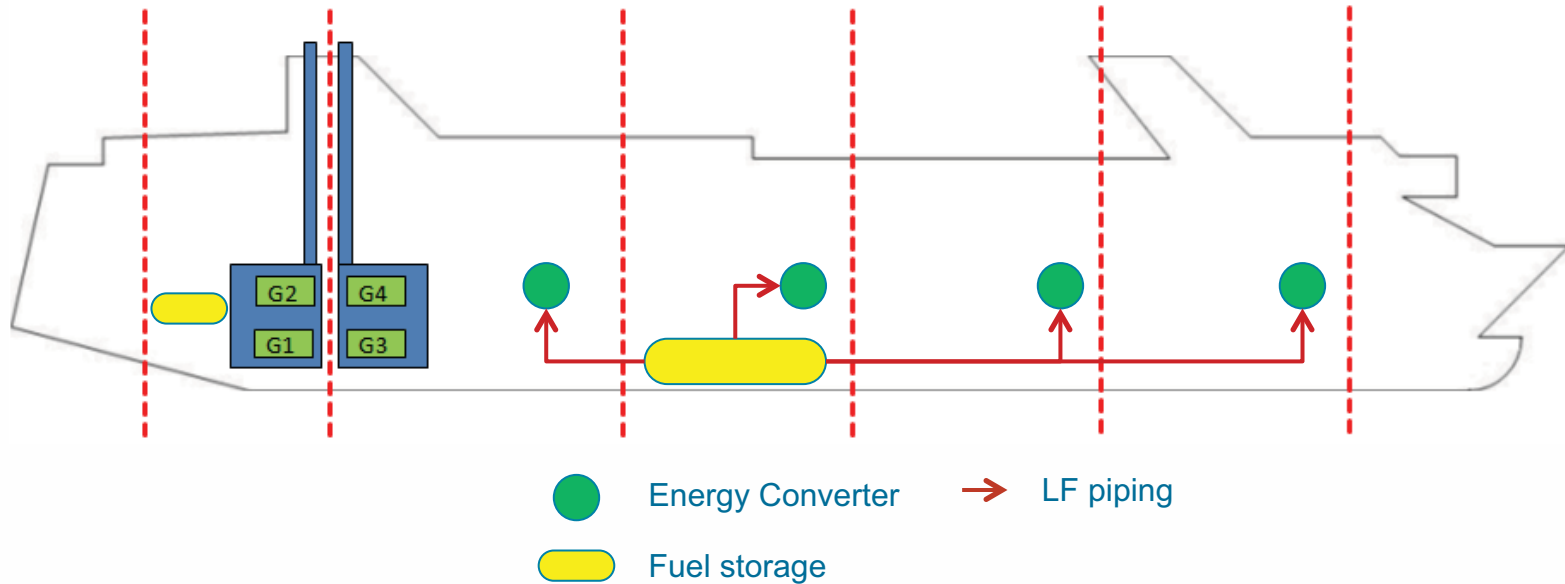 G2
G4
G1
G3
Energy Converter
LF piping
Fuel storage